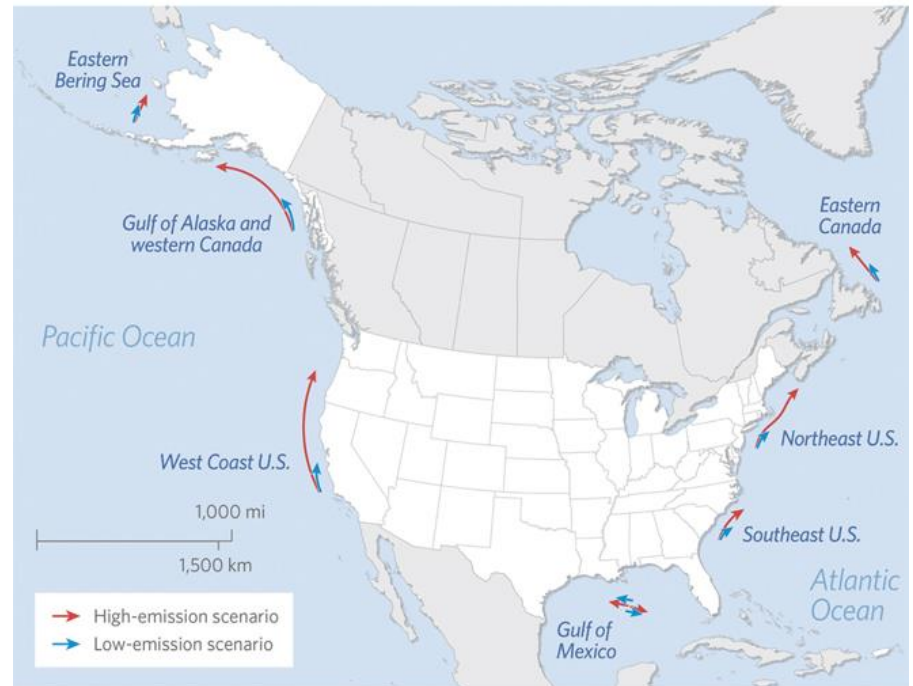 Eastern
Bering Sea
Gulf of Alaska and
western Canada
Eastern
Canada
Pacific Ocean
West Coast U.S.
Northeast U.S.
Southeast U.S.
1,000 mi
1,500 km
Atlantic
Ocean
High-emission scenario
Low-emission scenario
Gulf of
Mexico